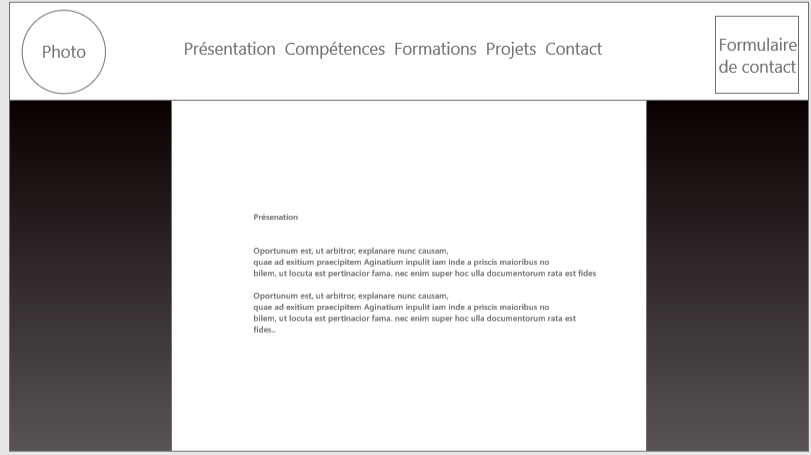 Photo
Présentation Compétences Formations Projets Contact
Formulaire
de contact
Présenation
Oportunum est, ut arbitror, explanare nunc causam,
quae ad exitium praecipitem Aginatium inpulit iam inde a priscis maioribus no
bilem, ut locuta est pertinacior fama. nec enim super hoc ulla documentorum rata est fides
Oportunum est, ut arbitror, explanare nunc causam,
quae ad exitium praecipitem Aginatium inpulit iam inde a priscis maioribus no
bilem, ut locuta est pertinacior fama. nec enim super hoc ulla documentorum rata est
fides..